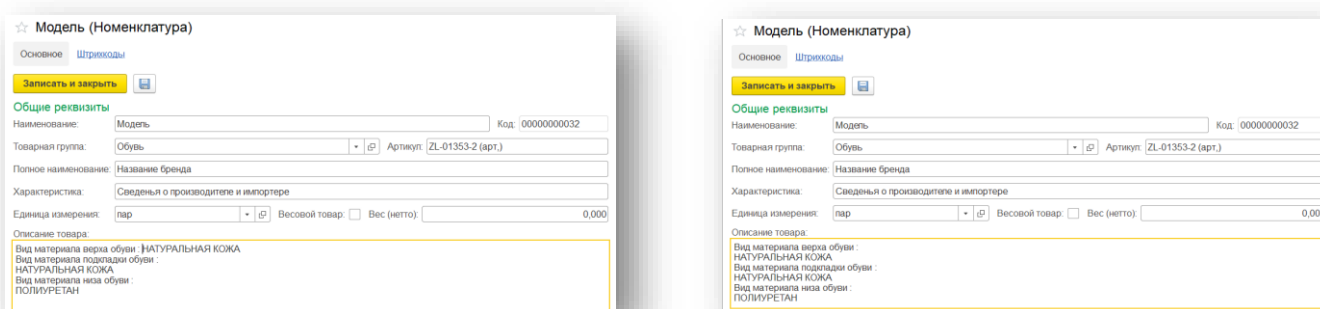 Модель (Номенклатура)
Основное Штрихкоды
Записать и закрыть
Общие реквизиты
Наименование: Модель Код: 00000000032
Товарная группа: Обувь Артикул: ZL-01353-2 (арт,)
Полное наименование: Название бренда
Характеристика: Сведенья о производителе и импортере
Единица измерения: пар Весовой товар: Вес (нетто): 0,000
Описание товара:
Вид материала верха обуви : НАТУРАЛЬНАЯ КОЖА
Вид материала подкладки обуви :
НАТУРАЛЬНАЯ КОЖА
Вид материала низа обуви :
ПОЛИУРЕТАН
Модель (Номенклатура)
Основное Штрихкоды
Записать и закрыть
Общие реквизиты
Наименование: Модель Код: 00000000032
Товарная группа: Обувь Артикул: ZL-01353-2 (арт,)
Полное наименование: Название бренда
Характеристика: Сведенья о производителе и импортере
Единица измерения: пар Весовой товар: Вес (нетто): 0,00
Описание товара:
Вид материала верха обуви :
НАТУРАЛЬНАЯ КОЖА
Вид материала подкладки обуви :
НАТУРАЛЬНАЯ КОЖА
Вид материала низа обуви :
ПОЛИУРЕТАН